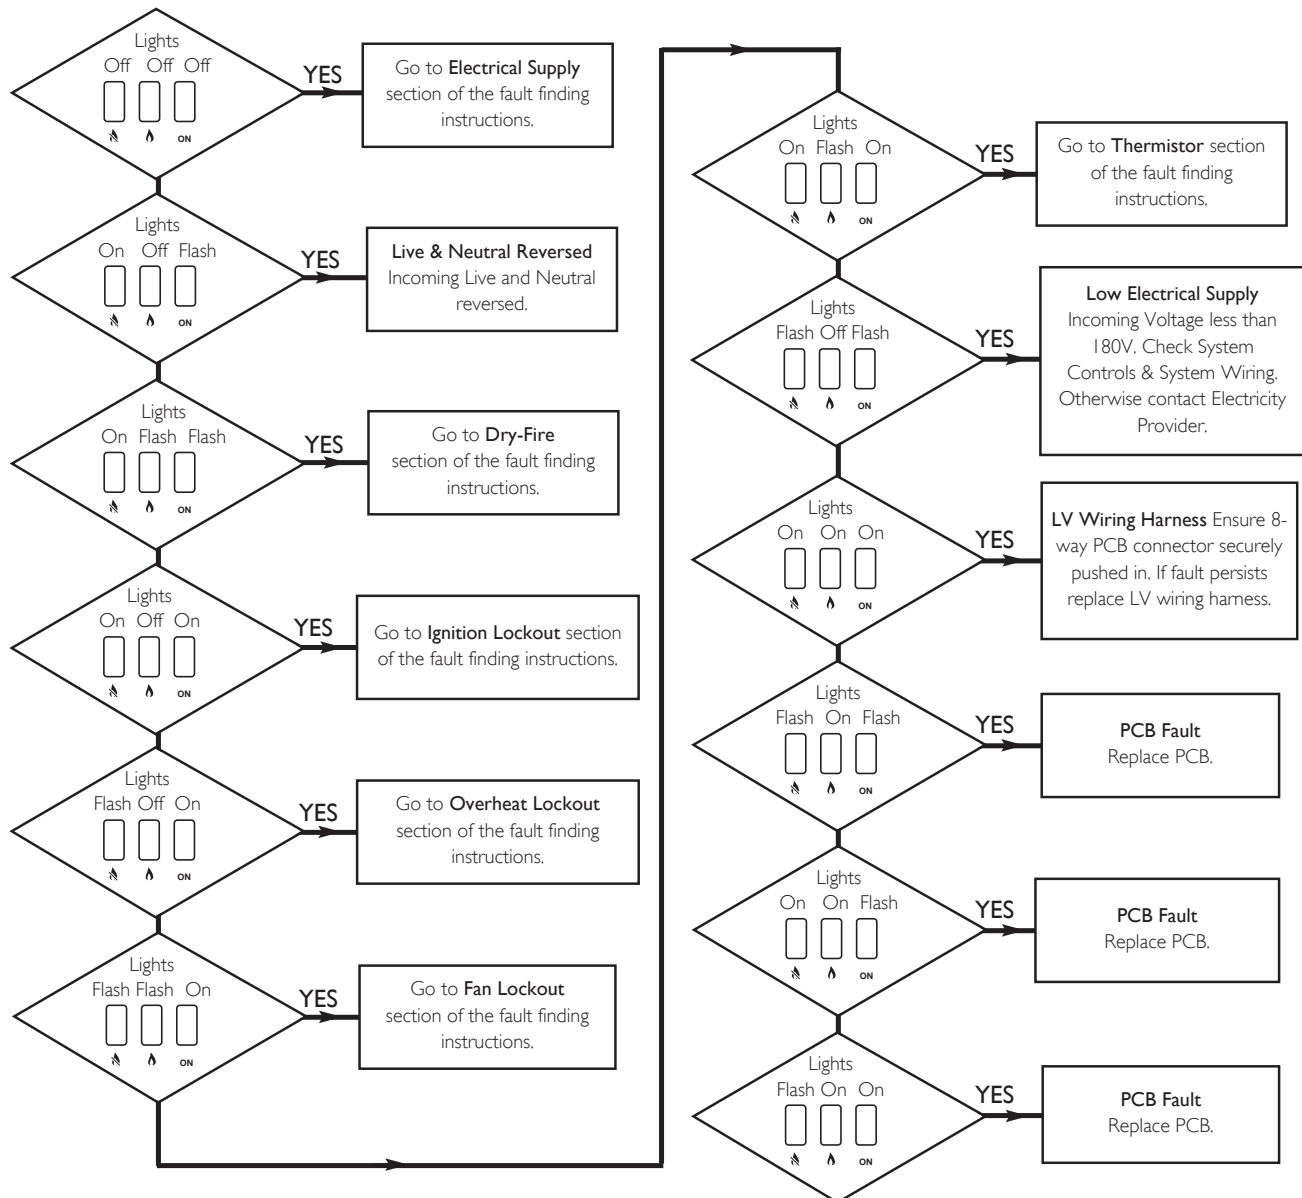 Lights
Off Off Off
ON
YES
Go to Electrical Supply
section of the fault finding
instructions.
Lights
On Off Flash
ON
YES
Live & Neutral Reversed
Incoming Live and Neutral
reversed.
Lights
On Flash Flash
ON
YES
Go to Dry-Fire
section of the fault finding
instructions.
Lights
On Off On
ON
YES
Go to Ignition Lockout section
of the fault finding instructions.
Lights
Flash Off On
ON
YES
Go to Overheat Lockout
section of the fault finding
instructions.
Lights
Flash Flash On
ON
YES
Go to Fan Lockout
section of the fault finding
instructions.
Lights
On Flash On
ON
YES
Go to Thermistor section
of the fault finding
instructions.
Lights
Flash Off Flash
ON
YES
Low Electrical Supply
Incoming Voltage less than
180V. Check System
Controls & System Wiring.
Otherwise contact Electricity
Provider.
Lights
On On On
ON
YES
LV Wiring Harness Ensure 8-
way PCB connector securely
pushed in. If fault persists
replace LV wiring harness.
Lights
Flash On Flash
ON
YES
PCB Fault
Replace PCB.
Lights
On On Flash
ON
YES
PCB Fault
Replace PCB.
Lights
Flash On On
ON
YES
PCB Fault
Replace PCB.